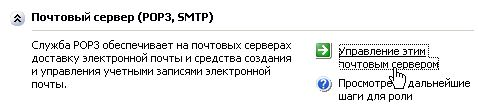 Почтовый сервер (POP3, SMTP)
Служба POP3 обеспечивает на почтовых серверах
доставку электронной почты и средства создания
и управления учетными записями электронной
почты.
Управление этим
почтовым сервером
Просмотре дальнейшие
шаги для роли